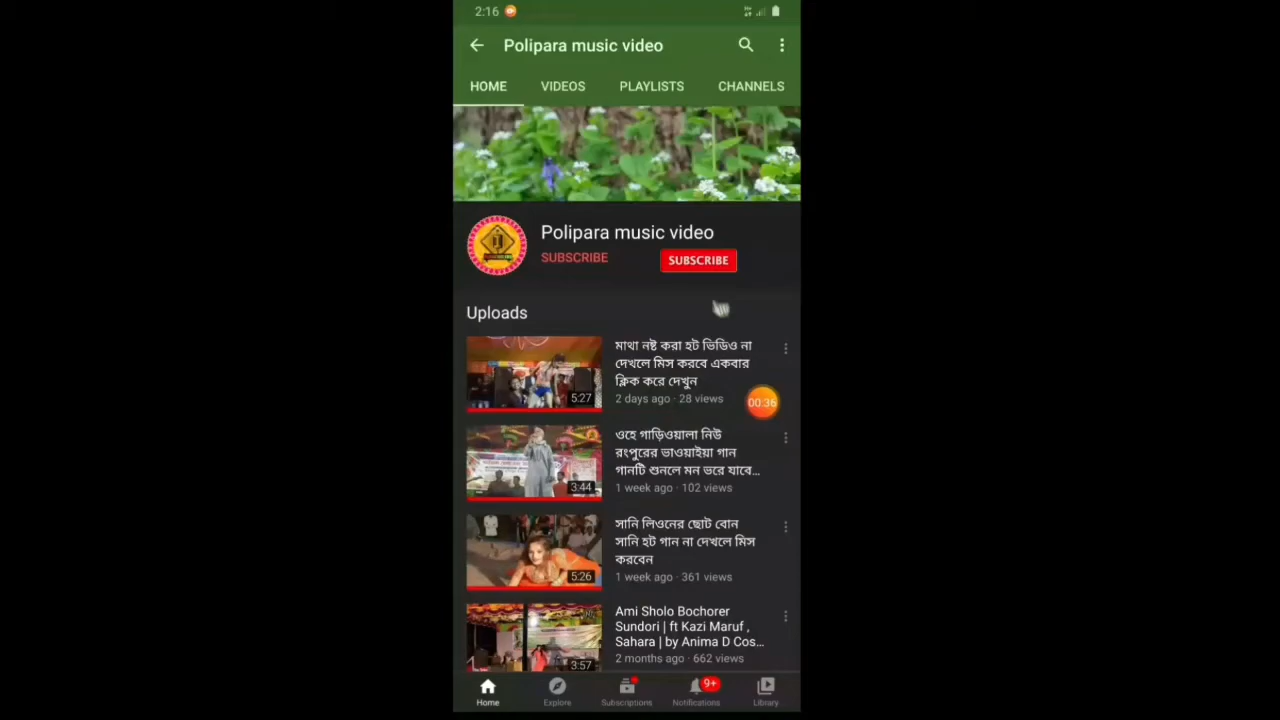 2:16
Polipara music video
HOME VIDEOS PLAYLISTS CHANNELS
Polipara music video
SUBSCRIBE SUBSCRIBE
Uploads
মাথা নষ্ট করা হট ভিডিও না
দেখলে মিস করবে একবার
ক্লিক করে দেখুন
2 days ago · 28 views
5:27
00:36
ওহে গাড়িওয়ালা নিউ
রংপুরের ভাওয়াইয়া গান
গানটি শুনলে মন ভরে যাবে...
1 week ago · 102 views
3:44
সানি লিওনের ছোট বোন
সানি হট গান না দেখলে মিস
করবেন
1 week ago · 361 views
5:26
Ami Sholo Bochorer
Sundori | ft Kazi Maruf ,
Sahara | by Anima D Cos...
2 months ago · 662 views
3:57
9+
Home Explore Subscriptions Notifications Library